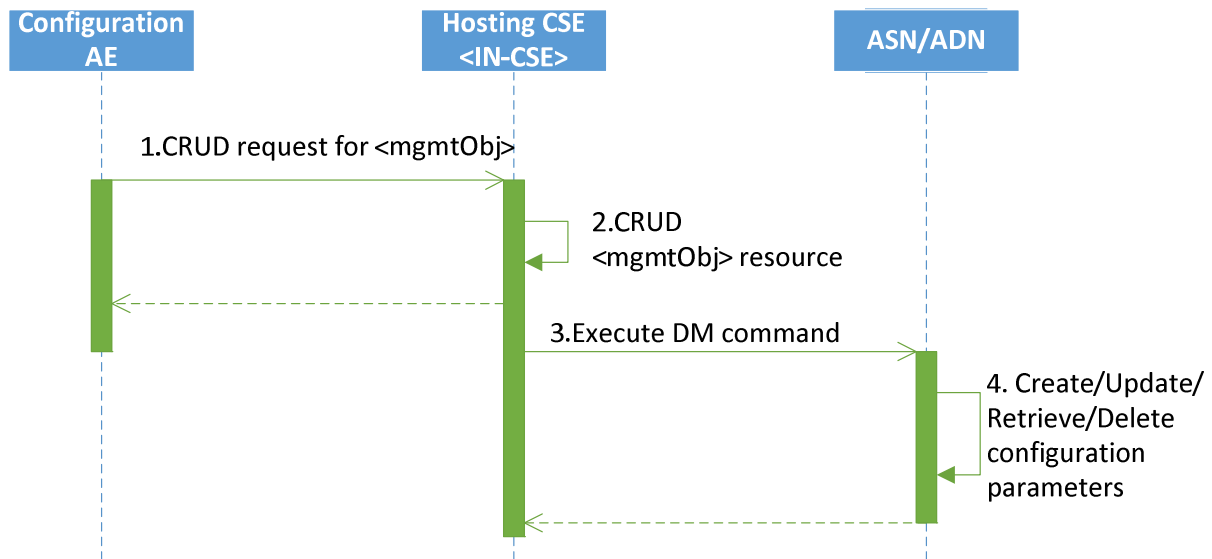 Configuration
AE
Hosting CSE
<IN-CSE>
ASN/ADN
1.CRUD request for <mgmtObj>
2.CRUD
<mgmtObj> resource
3.Execute DM command
4. Create/Update/
Retrieve/Delete
configuration
parameters